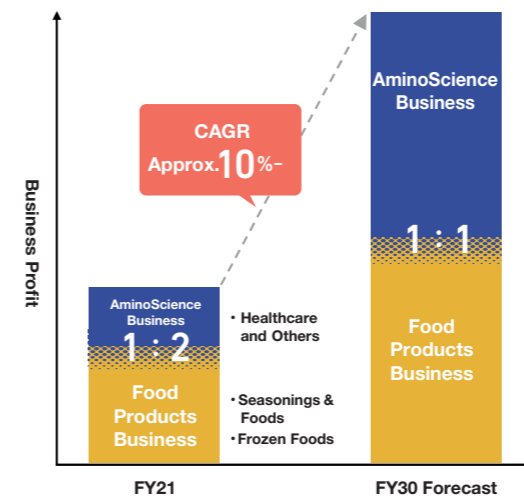 AminoScience
Business
CAGR
Approx.10%–
1 : 1
Business Profit
AminoScience
Business
1 : 2
• Healthcare
and Others
Food
Products
Business
Food
Products
Business
• Seasonings &
Foods
• Frozen Foods
FY21
FY30 Forecast